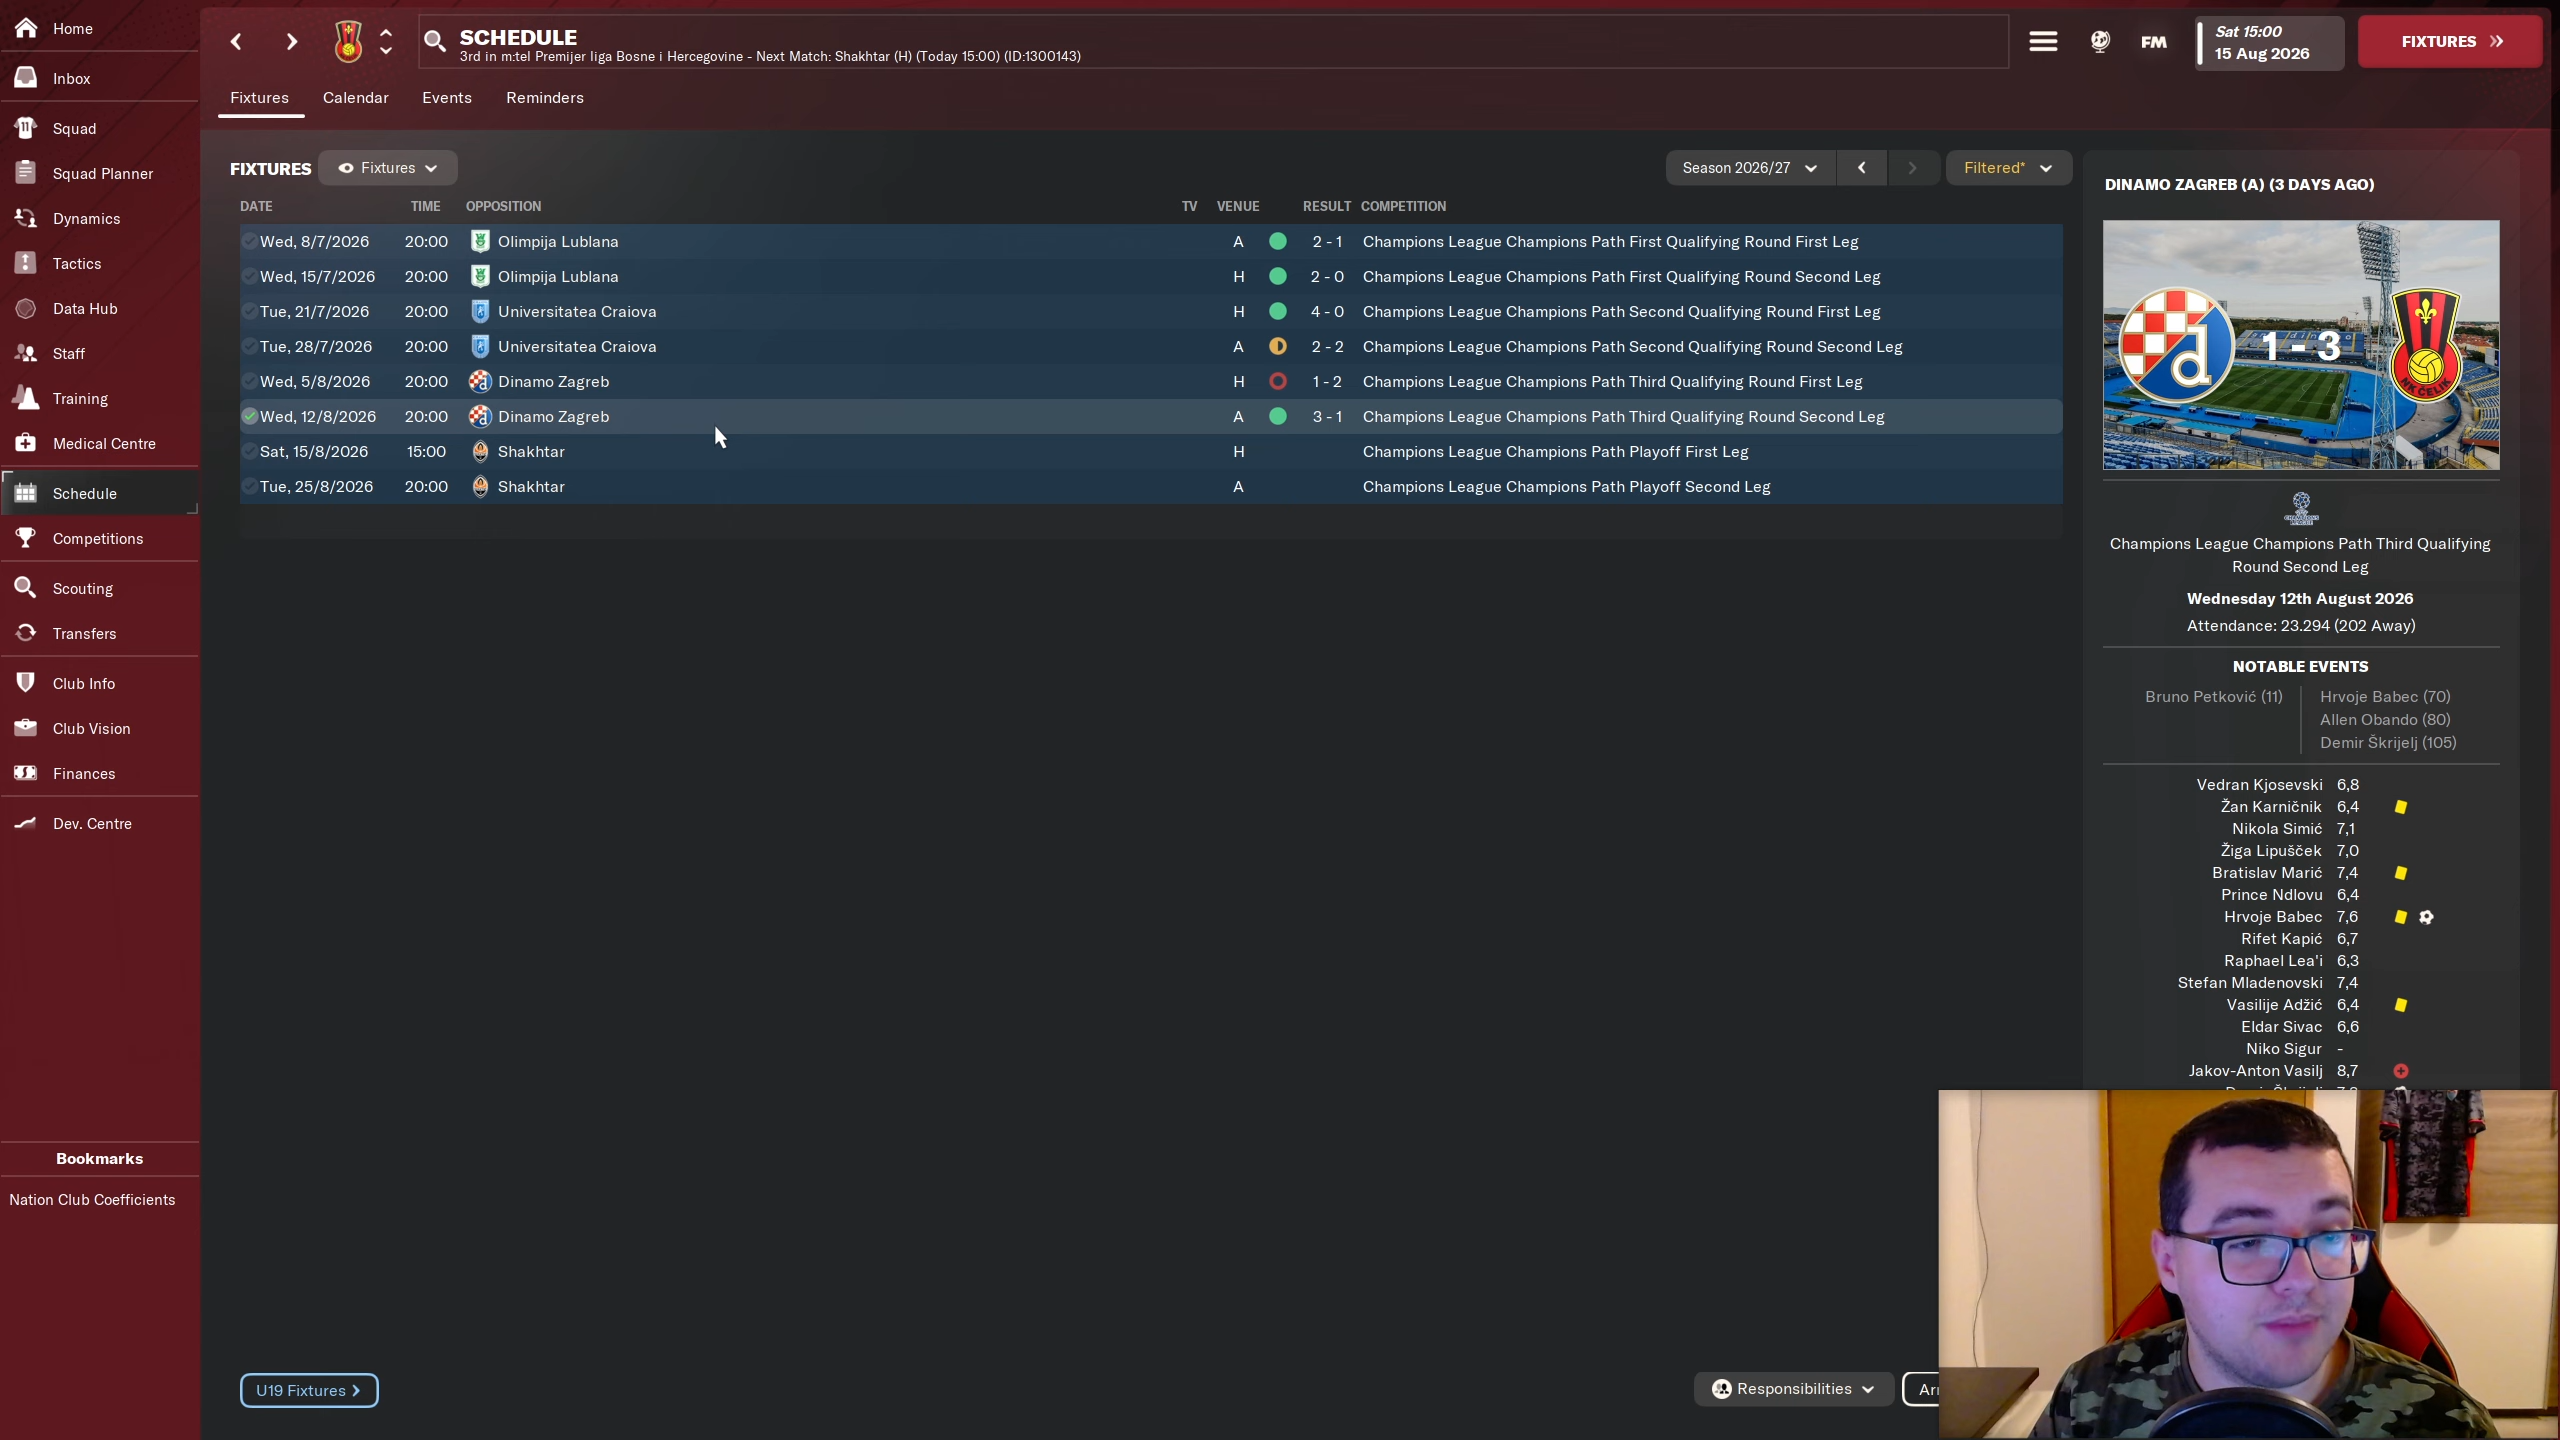 Home
Inbox
Squad
Squad Planner
Dynamics
Tactics
Data Hub
Staff
Training
Medical Centre
Schedule
Competitions
Scouting
Transfers
Club Info
Club Vision
Finances
Dev. Centre
Bookmarks
Nation Club Coefficients
SCHEDULE
3rd in m:tel Premijer liga Bosne i Hercegovine - Next Match: Shakhtar (H) (Today 15:00) (ID:1300143)
FM
Sat 15:00
15 Aug 2026
FIXTURES
Fixtures Calendar Events Reminders
FIXTURES Fixtures Season 2026/27 Filtered*
DATE TIME OPPOSITION TV VENUE RESULT COMPETITION
Wed, 8/7/2026 20:00 Olimpija Lublana A 2 - 1 Champions League Champions Path First Qualifying Round First Leg
Wed, 15/7/2026 20:00 Olimpija Lublana H 2 - 0 Champions League Champions Path First Qualifying Round Second Leg
Tue, 21/7/2026 20:00 Universitatea Craiova H 4 - 0 Champions League Champions Path Second Qualifying Round First Leg
Tue, 28/7/2026 20:00 Universitatea Craiova A 2 - 2 Champions League Champions Path Second Qualifying Round Second Leg
Wed, 5/8/2026 20:00 Dinamo Zagreb H 1 - 2 Champions League Champions Path Third Qualifying Round First Leg
Wed, 12/8/2026 20:00 Dinamo Zagreb A 3 - 1 Champions League Champions Path Third Qualifying Round Second Leg
Sat, 15/8/2026 15:00 Shakhtar H Champions League Champions Path Playoff First Leg
Tue, 25/8/2026 20:00 Shakhtar A Champions League Champions Path Playoff Second Leg
U19 Fixtures
Responsibilities
DINAMO ZAGREB (A) (3 DAYS AGO)
d 1 - 3 NK ČELIK
CHAMPIONS LEAGUE
Champions League Champions Path Third Qualifying
Round Second Leg
Wednesday 12th August 2026
Attendance: 23.294 (202 Away)
NOTABLE EVENTS
Bruno Petković (11) Hrvoje Babec (70)
Allen Obando (80)
Demir Škrijelj (105)
Vedran Kjosevski 6,8
Žan Karničnik 6,4
Nikola Simić 7,1
Žiga Lipušček 7,0
Bratislav Marić 7,4
Prince Ndlovu 6,4
Hrvoje Babec 7,6
Rifet Kapić 6,7
Raphael Lea'i 6,3
Stefan Mladenovski 7,4
Vasilije Adžić 6,4
Eldar Sivac 6,6
Niko Sigur -
Jakov-Anton Vasilj 8,7